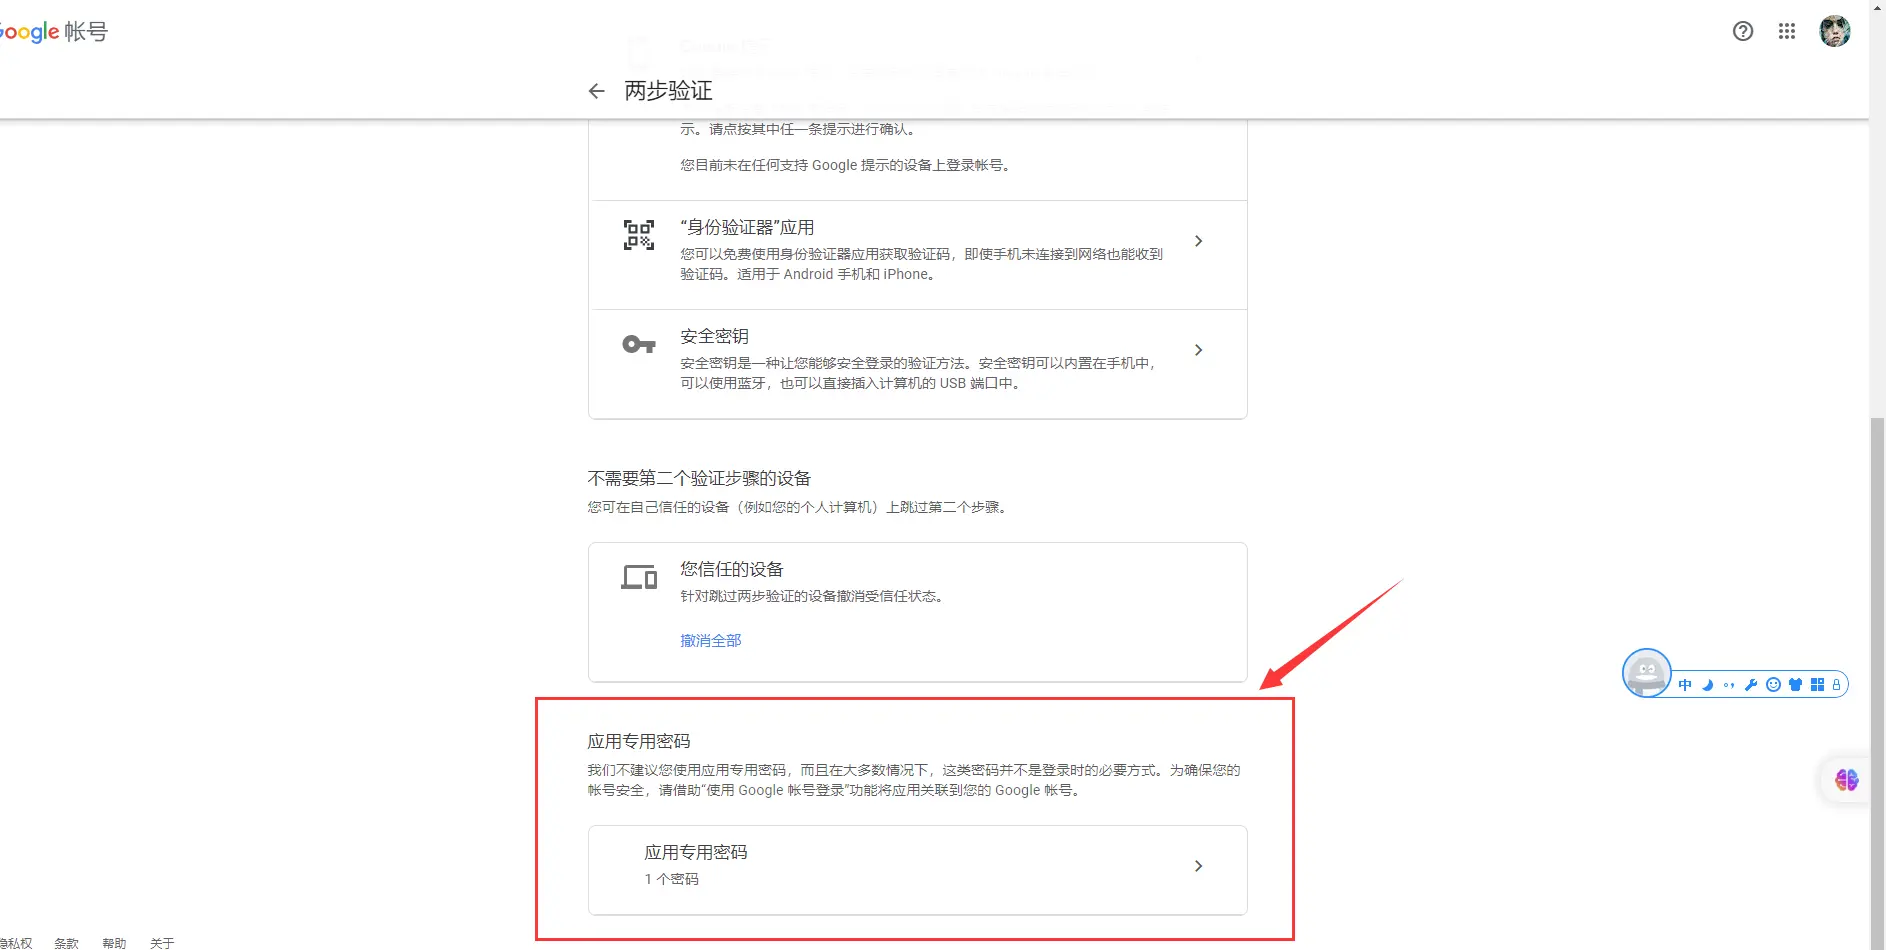 Google 帐号
两步验证
示。请点按其中任一条提示进行确认。
您目前未在任何支持 Google 提示的设备上登录帐号。
“身份验证器”应用
您可以免费使用身份验证器应用获取验证码，即使手机未连接到网络也能收到
验证码。适用于 Android 手机和 iPhone。
安全密钥
安全密钥是一种让您能够安全登录的验证方法。安全密钥可以内置在手机中，
可以使用蓝牙，也可以直接插入计算机的 USB 端口中。
不需要第二个验证步骤的设备
您可在自己信任的设备（例如您的个人计算机）上跳过第二个步骤。
您信任的设备
针对跳过两步验证的设备撤消受信任状态。
撤消全部
中
应用专用密码
我们不建议您使用应用专用密码，而且在大多数情况下，这类密码并不是登录时的必要方式。为确保您的
帐号安全，请借助“使用 Google 帐号登录”功能将应用关联到您的 Google 帐号。
应用专用密码
1 个密码
隐私权 条款 帮助 关于